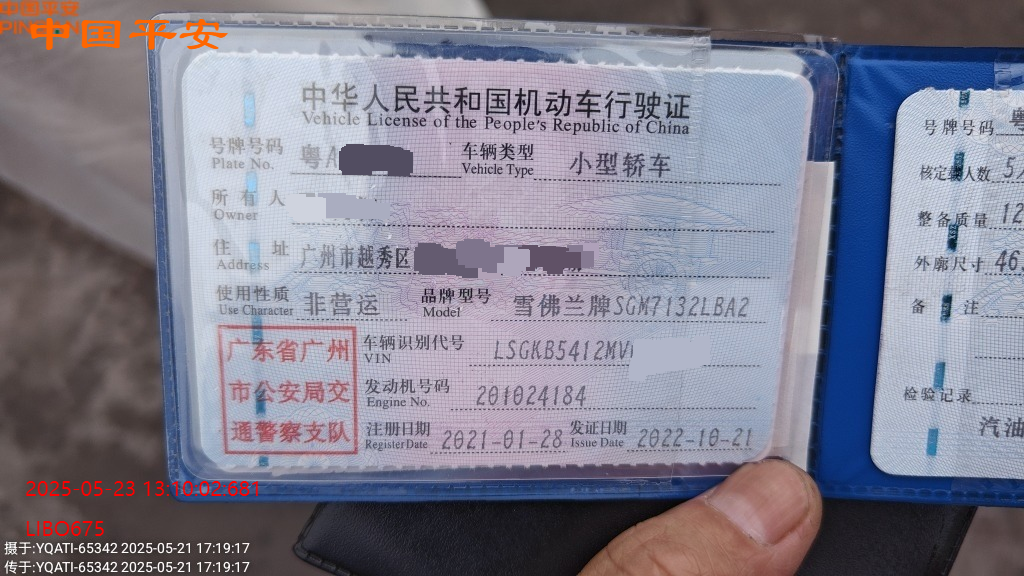 中国平安
PIN
中国平安
中华人民共和国机动车行驶证
Vehicle License of the People's Republic of China
号牌号码 粤A 车辆类型 小型轿车
Plate No. Vehicle Type
所有人
Owner
住址 广州市越秀区
Address
使用性质 非营运 品牌型号 雪佛兰牌SGM7132LBA2
Use Character Model
广东省广州
市公安局交
通警察支队
车辆识别代号 LSGKB5412MV
VIN
发动机号码 201024184
Engine No.
注册日期 2021-01-28 发证日期 2022-10-21
Register Date Issue Date
号牌号码 粤
核定载人数 5
整备质量 12
外廓尺寸 46
备注
检验记录
汽油
2025 05 23 13:10:02:681
LIBO675
摄于:YQATI-65342 2025-05-21 17:19:17
传于:YQATI-65342 2025-05-21 17:19:17